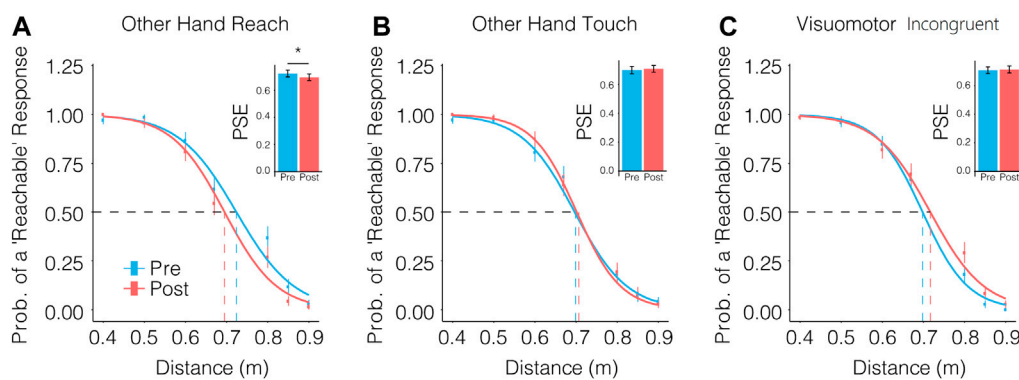 A Other Hand Reach
Prob. of a 'Reachable' Response
1.25
1.00
0.75
0.50
0.25
0.00
PSE
0.6
0.4
0.2
0.0
*
Pre Post
Pre
Post
0.4 0.5 0.6 0.7 0.8 0.9
Distance (m)
B Other Hand Touch
Prob. of a 'Reachable' Response
1.25
1.00
0.75
0.50
0.25
0.00
PSE
0.6
0.4
0.2
0.0
Pre Post
0.4 0.5 0.6 0.7 0.8 0.9
Distance (m)
C Visuomotor Incongruent
Prob. of a 'Reachable' Response
1.25
1.00
0.75
0.50
0.25
0.00
PSE
0.6
0.4
0.2
0.0
Pre Post
0.4 0.5 0.6 0.7 0.8 0.9
Distance (m)